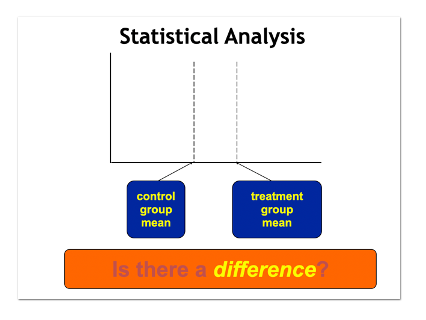 Statistical Analysis
control
group
mean
treatment
group
mean
Is there a difference?